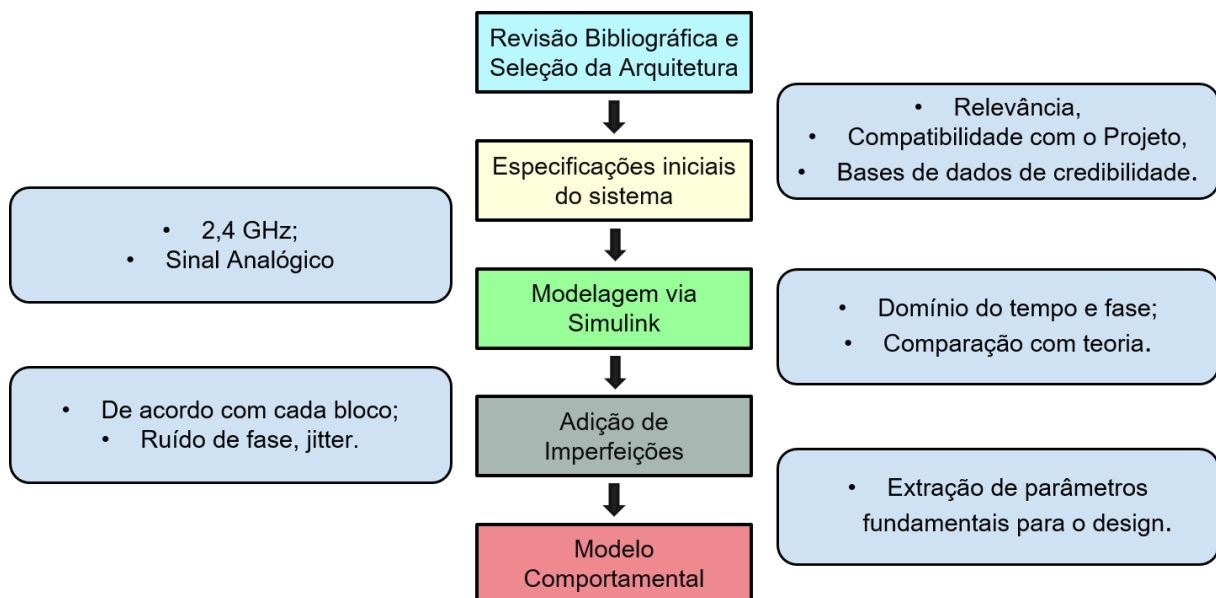 Revisão Bibliográfica e
Seleção da Arquitetura
• Relevância,
• Compatibilidade com o Projeto,
• Bases de dados de credibilidade.
Especificações iniciais
do sistema
• 2,4 GHz;
• Sinal Analógico
Modelagem via
Simulink
• Domínio do tempo e fase;
• Comparação com teoria.
• De acordo com cada bloco;
• Ruído de fase, jitter.
Adição de
Imperfeições
• Extração de parâmetros
fundamentais para o design.
Modelo
Comportamental